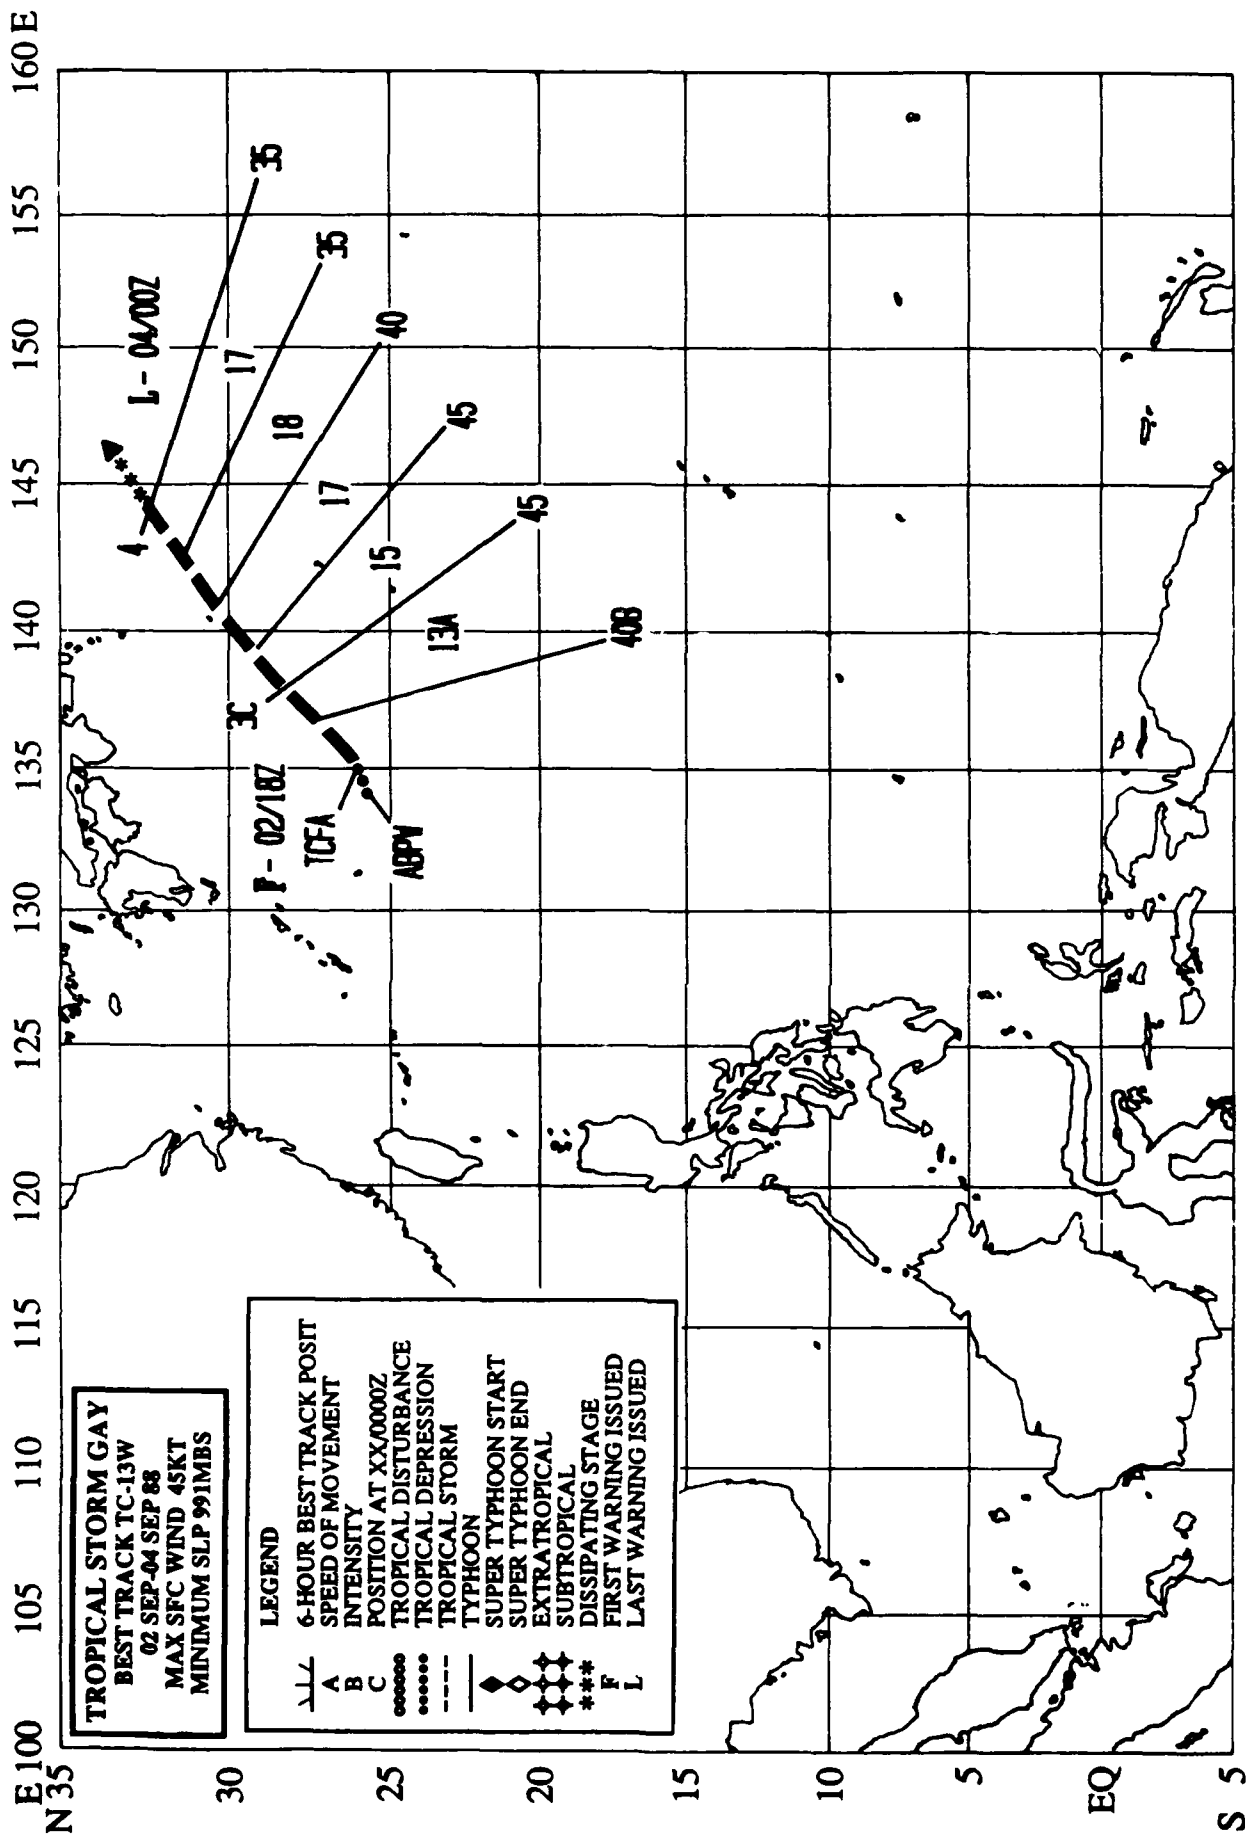 TROPICAL STORM GAY
BEST TRACK TC-13W
02 SEP-04 SEP 88
MAX SFC WIND 45KT
MINIMUM SLP 991MBS
LEGEND
6-HOUR BEST TRACK POSIT
A SPEED OF MOVEMENT
B INTENSITY
C POSITION AT XX/0000Z
TROPICAL DISTURBANCE
TROPICAL DEPRESSION
TROPICAL STORM
TYPHOON
SUPER TYPHOON START
SUPER TYPHOON END
EXTRATROPICAL
SUBTROPICAL
*** DISSIPATING STAGE
F FIRST WARNING ISSUED
L LAST WARNING ISSUED
E 100
105
110
115
120
125
130
135
140
145
150
155
160 E
N 35
30
25
20
10
5
EQ
S 5
F - 02/18Z
TCFA
ABPW
3C
4
L - 04/00Z
13A
15
17
18
17
40B
45
45
40
35
35